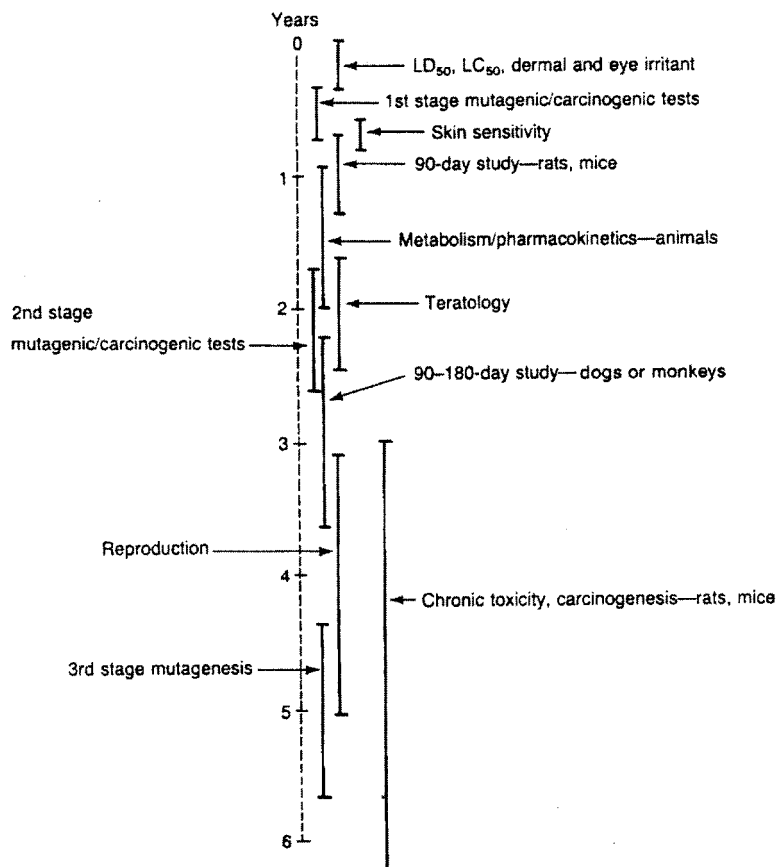 Years
0
LD₅₀, LC₅₀, dermal and eye irritant
1st stage mutagenic/carcinogenic tests
Skin sensitivity
90-day study—rats, mice
1
Metabolism/pharmacokinetics—animals
2nd stage
mutagenic/carcinogenic tests
2
Teratology
90–180-day study—dogs or monkeys
3
Reproduction
4
Chronic toxicity, carcinogenesis—rats, mice
3rd stage mutagenesis
5
6